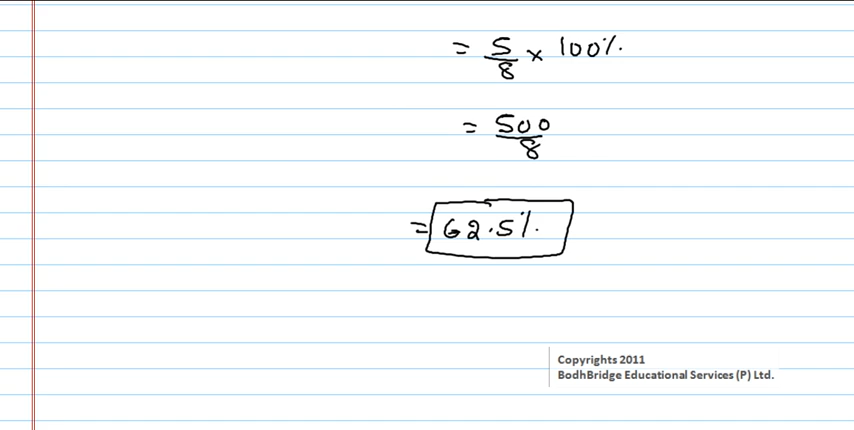 = 5/8 × 100%
= 500/8
= 62.5%
Copyrights 2011
BodhBridge Educational Services (P) Ltd.